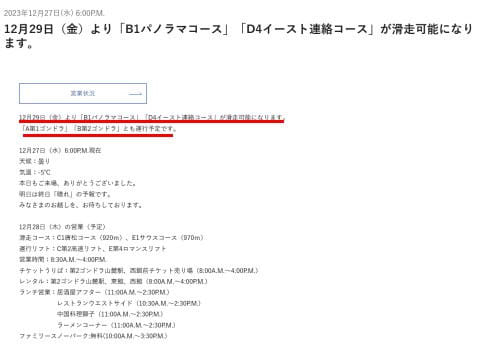 2023年12月27日(水) 6:00P.M.
12月29日（金）より「B1パノラマコース」「D4イースト連絡コース」が滑走可能になり
ます。
営業状況
12月29日（金）より「B1パノラマコース」「D4イースト連絡コース」が滑走可能になります。
「A第1ゴンドラ」「B第2ゴンドラ」とも運行予定です。
12月27日（水）6:00P.M.現在
天候：曇り
気温：-5℃
本日もご来場、ありがとうございました。
明日は終日「晴れ」の予報です。
みなさまのお越しを、お待ちしております。
12月28日（木）の営業（予定）
滑走コース：C1唐松コース（920m）、E1サウスコース（970m）
運行リフト：C第2高速リフト、E第4ロマンスリフト
営業時間：8:30A.M.〜4:00P.M.
チケットうりば：第2ゴンドラ山麓駅、西館前チケット売り場（8:00A.M.〜4:00P.M.）
レンタル：第2ゴンドラ山麓駅、東館、西館（8:00A.M.〜4:00P.M.）
ランチ営業：居酒屋アフター（11:00A.M.〜2:30P.M.）
レストランウエストサイド（10:30A.M.〜2:30P.M.）
中国料理獅子（11:00A.M.〜2:30P.M.）
ラーメンコーナー（11:00A.M.〜2:30P.M.）
ファミリースノーパーク:無料(10:00A.M.〜3:30P.M.)